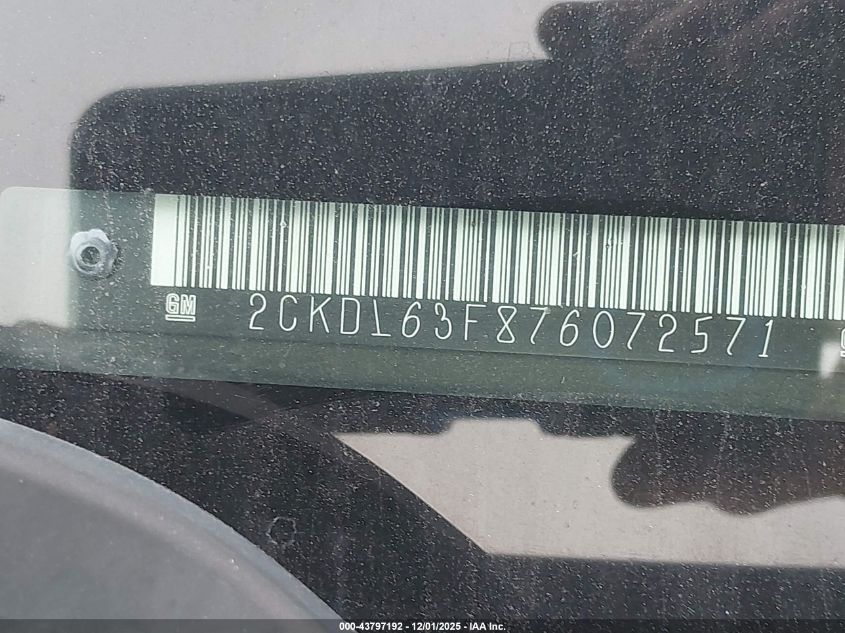 GM 2CKDL63F876072571
000-43797192 - 12/01/2025 - IAA Inc.